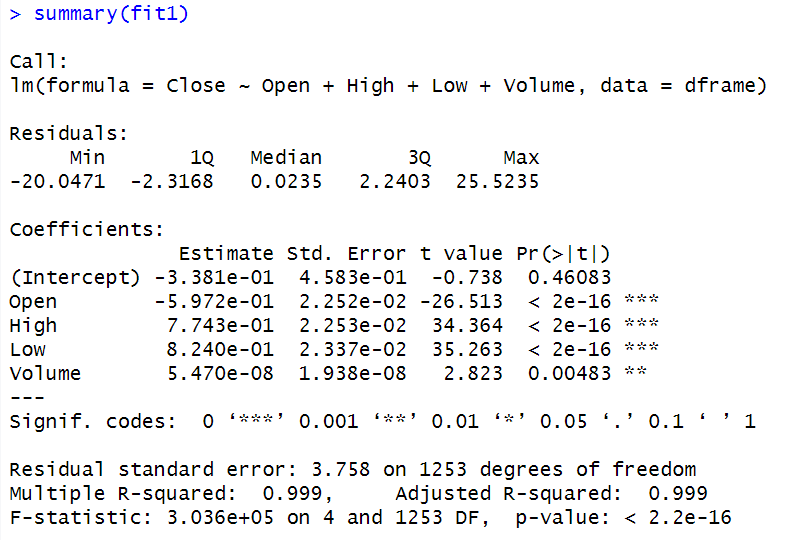 > summary(fit1)
Call:
lm(formula = Close ~ Open + High + Low + Volume, data = dframe)
Residuals:
     Min       1Q   Median       3Q      Max
-20.0471  -2.3168   0.0235   2.2403  25.5235
Coefficients:
              Estimate Std. Error t value Pr(>|t|)
(Intercept) -3.381e-01  4.583e-01  -0.738  0.46083
Open        -5.972e-01  2.252e-02 -26.513  < 2e-16 ***
High         7.743e-01  2.253e-02  34.364  < 2e-16 ***
Low          8.240e-01  2.337e-02  35.263  < 2e-16 ***
Volume       5.470e-08  1.938e-08   2.823  0.00483 **
---
Signif. codes:  0 ‘***’ 0.001 ‘**’ 0.01 ‘*’ 0.05 ‘.’ 0.1 ‘ ’ 1
Residual standard error: 3.758 on 1253 degrees of freedom
Multiple R-squared:  0.999,     Adjusted R-squared:  0.999
F-statistic: 3.036e+05 on 4 and 1253 DF,  p-value: < 2.2e-16